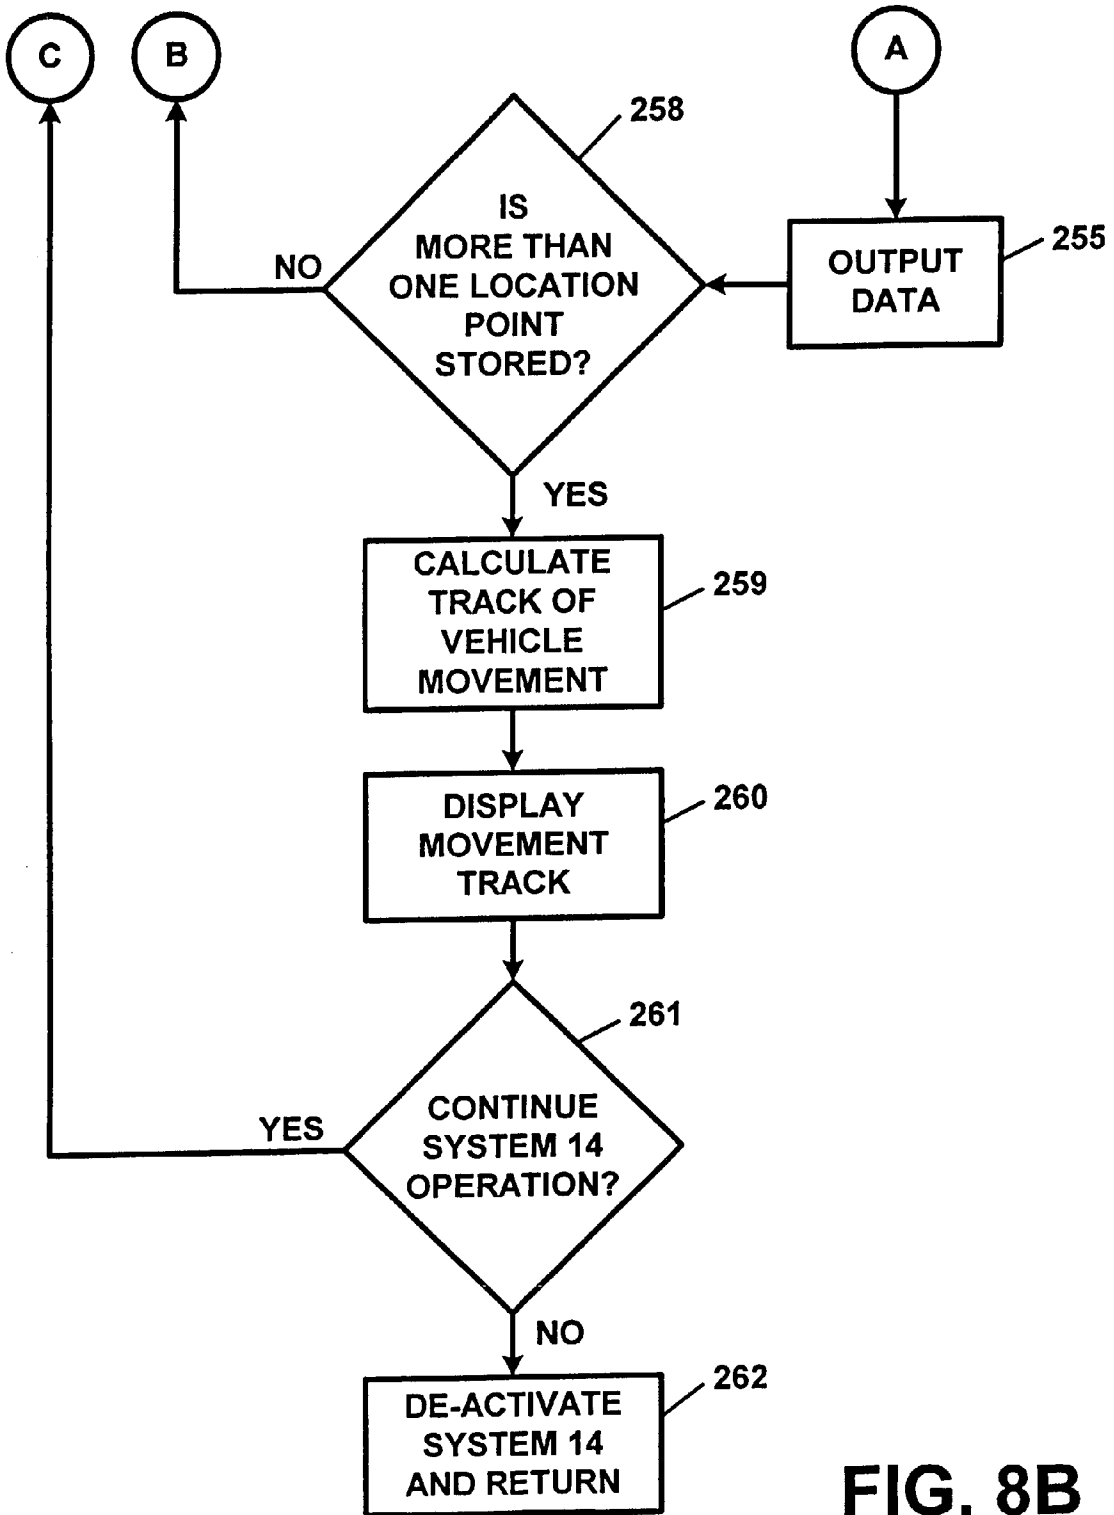 C
B
A
258
IS
MORE THAN
ONE LOCATION
POINT
STORED?
NO
OUTPUT
DATA
255
YES
CALCULATE
TRACK OF
VEHICLE
MOVEMENT
259
DISPLAY
MOVEMENT
TRACK
260
261
CONTINUE
SYSTEM 14
OPERATION?
YES
NO
DE-ACTIVATE
SYSTEM 14
AND RETURN
262
FIG. 8B